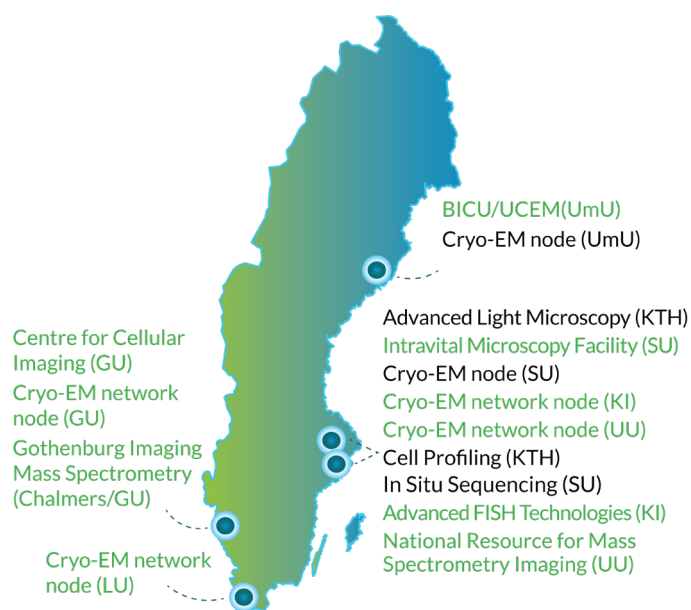 BICU/UCEM(UmU)
Cryo-EM node (UmU)
Advanced Light Microscopy (KTH)
Intravital Microscopy Facility (SU)
Cryo-EM node (SU)
Cryo-EM network node (KI)
Cryo-EM network node (UU)
Cell Profiling (KTH)
In Situ Sequencing (SU)
Advanced FISH Technologies (KI)
National Resource for Mass
Spectrometry Imaging (UU)
Centre for Cellular
Imaging (GU)
Cryo-EM network
node (GU)
Gothenburg Imaging
Mass Spectrometry
(Chalmers/GU)
Cryo-EM network
node (LU)